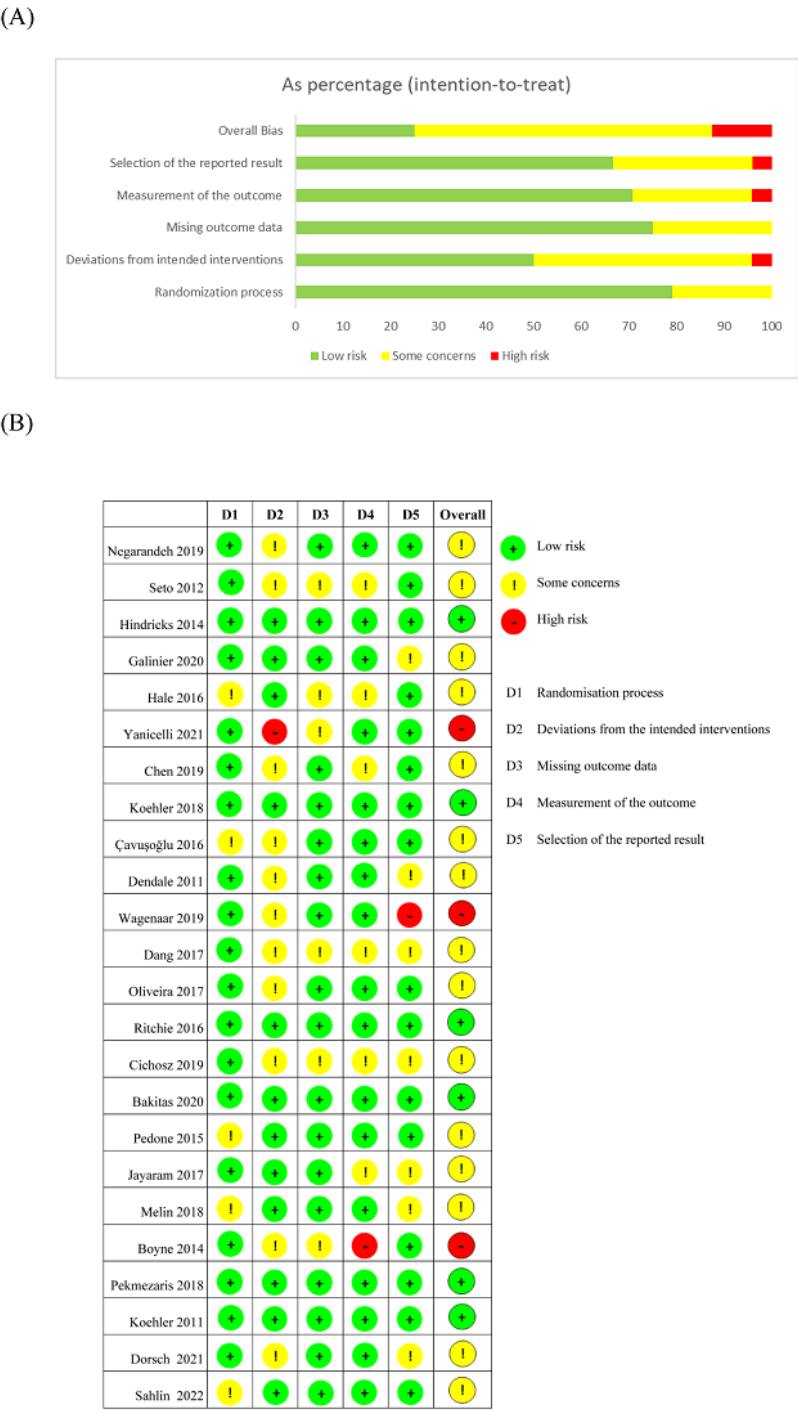 (A)
As percentage (intention-to-treat)
Overall Bias
Selection of the reported result
Measurement of the outcome
Mising outcome data
Deviations from intended interventions
Randomization process
0 10 20 30 40 50 60 70 80 90 100
Low risk Some concerns High risk
(B)
D1 D2 D3 D4 D5 Overall
Negarandeh 2019 + ! + + + !
Seto 2012 + ! ! ! + !
Hindricks 2014 + + + + + +
Galinier 2020 + + + + ! !
Hale 2016 ! + ! ! + !
Yanicelli 2021 + - ! + + -
Chen 2019 + ! + ! + !
Koehler 2018 + + + + + +
Çavuşoğlu 2016 ! ! + + + !
Dendale 2011 + ! + + ! !
Wagenaar 2019 + ! + + - -
Dang 2017 + ! ! ! ! !
Oliveira 2017 + ! + + + !
Ritchie 2016 + + + + + +
Cichosz 2019 + ! ! ! ! !
Bakitas 2020 + + + + + +
Pedone 2015 ! + + + + !
Jayaram 2017 + + + ! ! !
Melin 2018 ! + + + ! !
Boyne 2014 + ! ! - + -
Pekmezaris 2018 + + + + + +
Koehler 2011 + + + + + +
Dorsch 2021 + ! + + ! !
Sahlin 2022 ! + + + + !
+ Low risk
! Some concerns
- High risk
D1 Randomisation process
D2 Deviations from the intended interventions
D3 Missing outcome data
D4 Measurement of the outcome
D5 Selection of the reported result